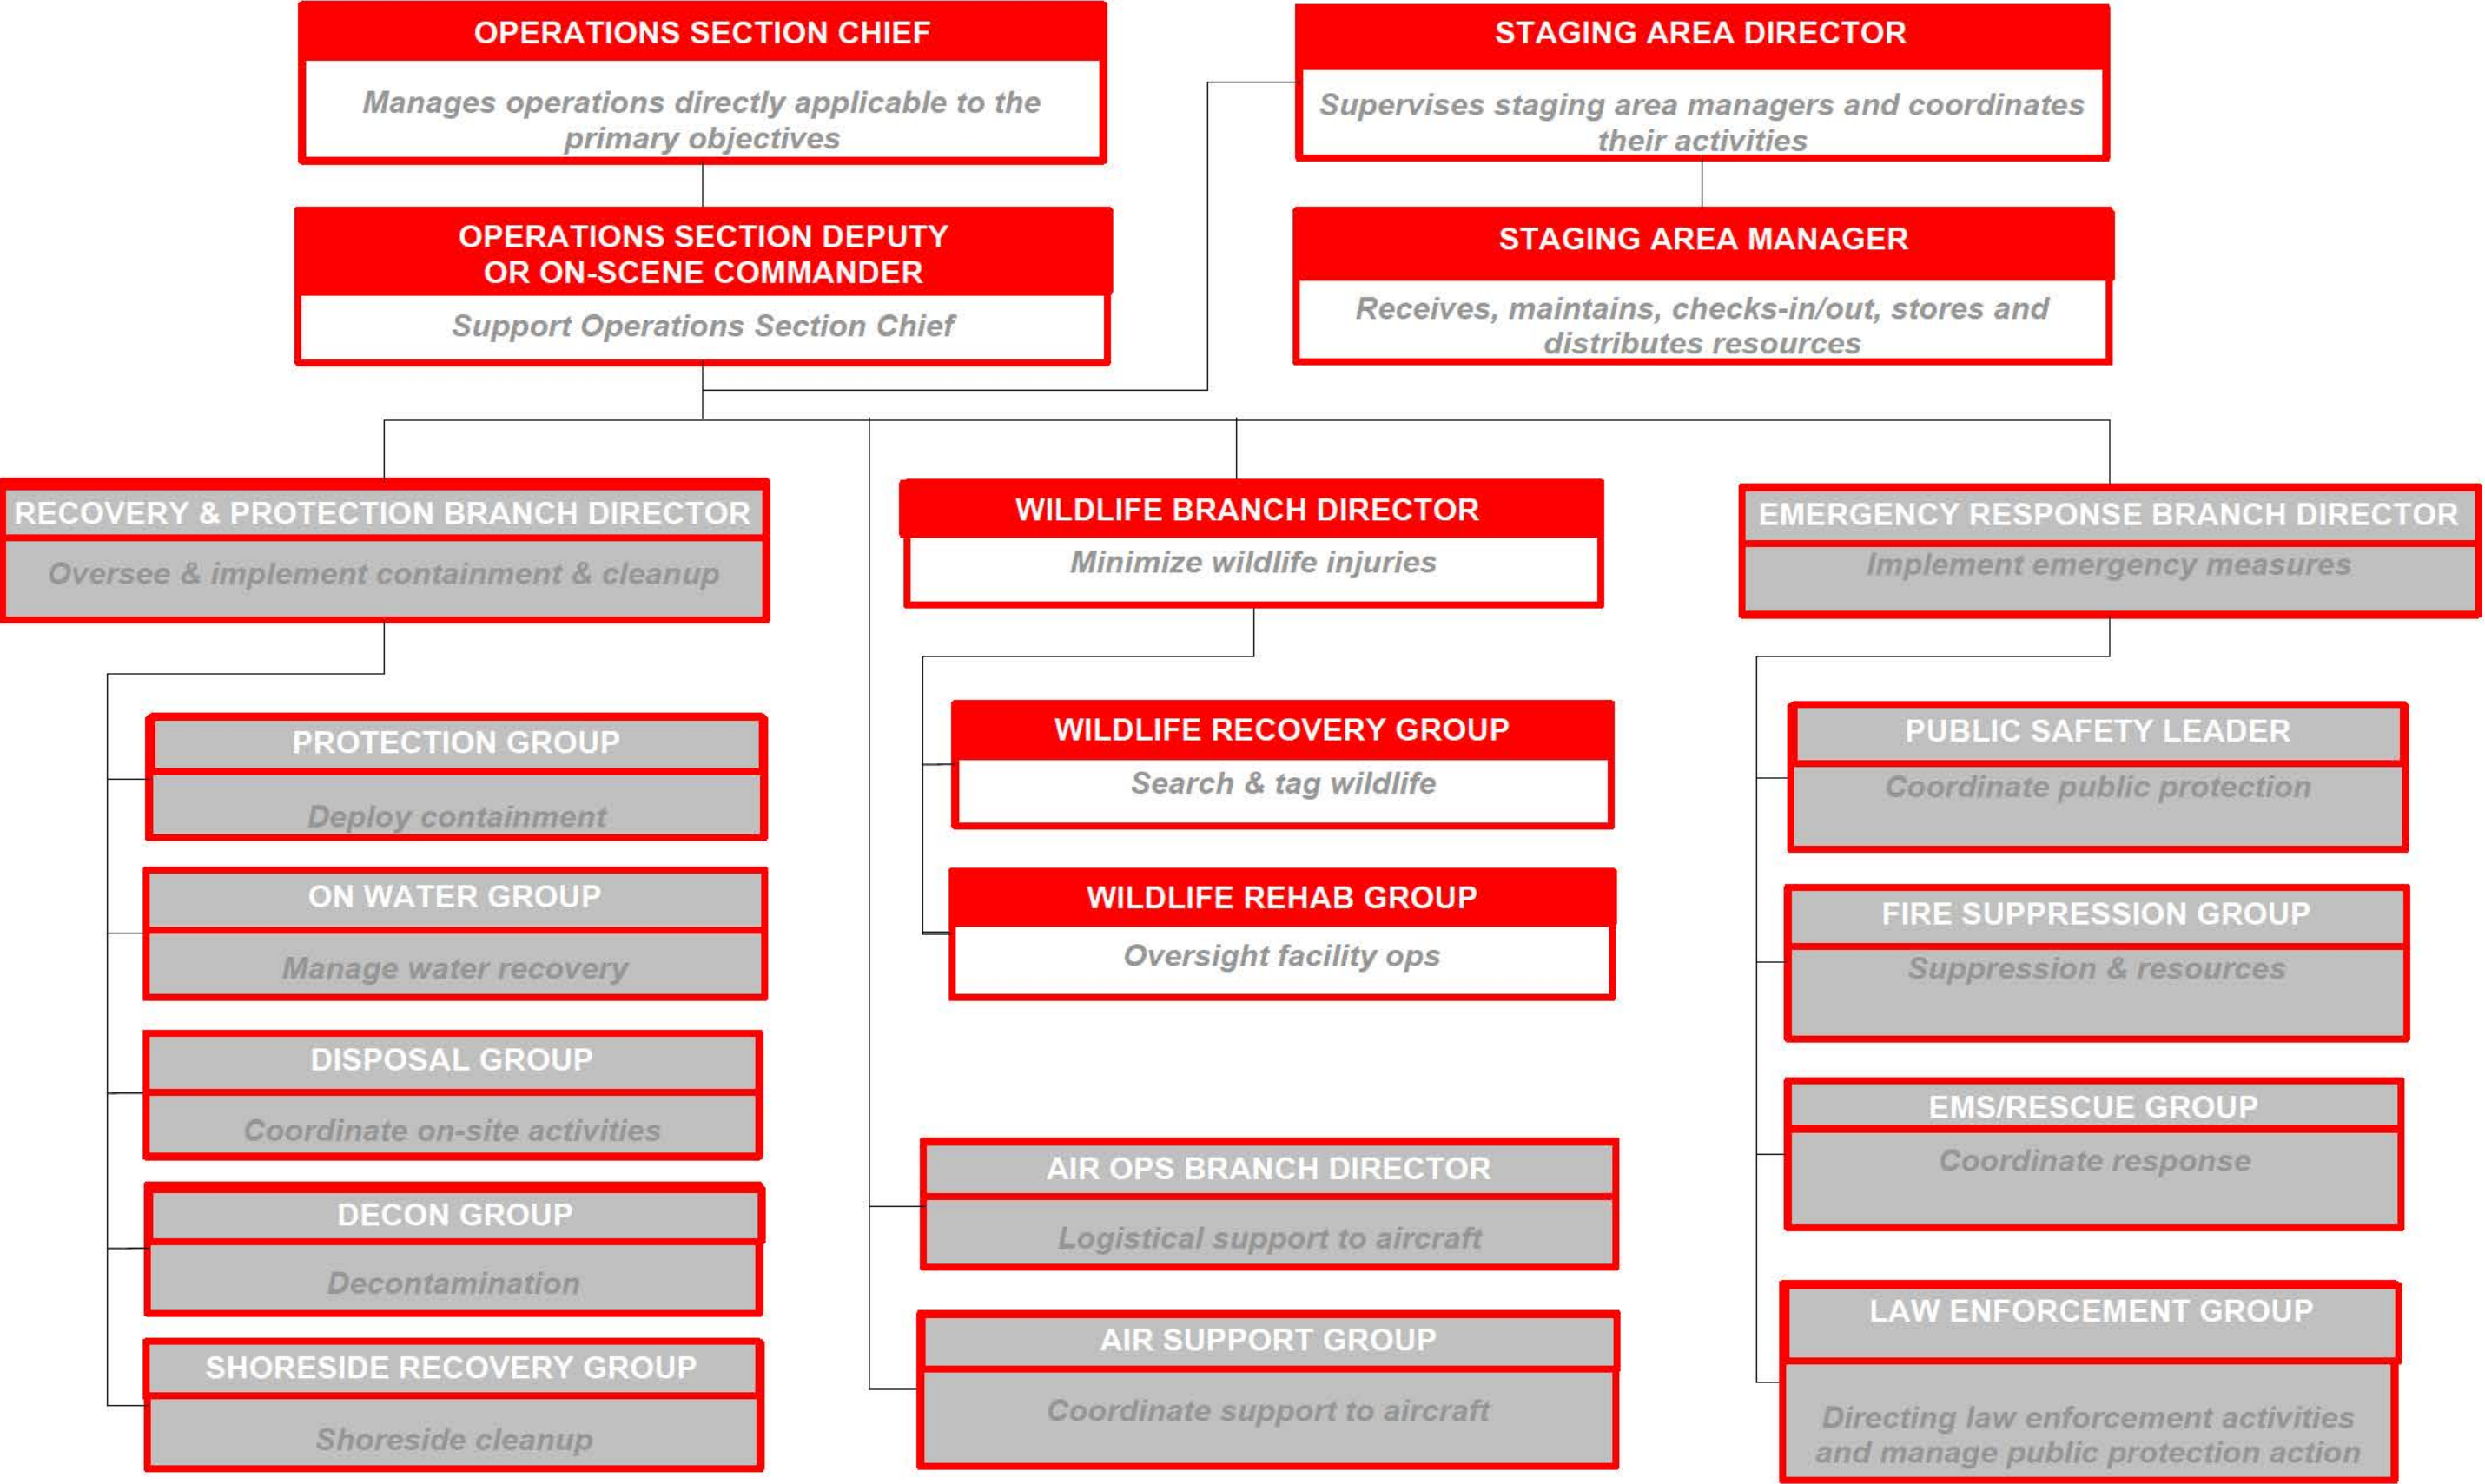 OPERATIONS SECTION CHIEF
Manages operations directly applicable to the
primary objectives
STAGING AREA DIRECTOR
Supervises staging area managers and coordinates
their activities
OPERATIONS SECTION DEPUTY
OR ON-SCENE COMMANDER
Support Operations Section Chief
STAGING AREA MANAGER
Receives, maintains, checks-in/out, stores and
distributes resources
RECOVERY & PROTECTION BRANCH DIRECTOR
Oversee & implement containment & cleanup
PROTECTION GROUP
Deploy containment
ON WATER GROUP
Manage water recovery
DISPOSAL GROUP
Coordinate on-site activities
DECON GROUP
Decontamination
SHORESIDE RECOVERY GROUP
Shoreside cleanup
WILDLIFE BRANCH DIRECTOR
Minimize wildlife injuries
WILDLIFE RECOVERY GROUP
Search & tag wildlife
WILDLIFE REHAB GROUP
Oversight facility ops
AIR OPS BRANCH DIRECTOR
Logistical support to aircraft
AIR SUPPORT GROUP
Coordinate support to aircraft
EMERGENCY RESPONSE BRANCH DIRECTOR
Implement emergency measures
PUBLIC SAFETY LEADER
Coordinate public protection
FIRE SUPPRESSION GROUP
Suppression & resources
EMS/RESCUE GROUP
Coordinate response
LAW ENFORCEMENT GROUP
Directing law enforcement activities
and manage public protection action